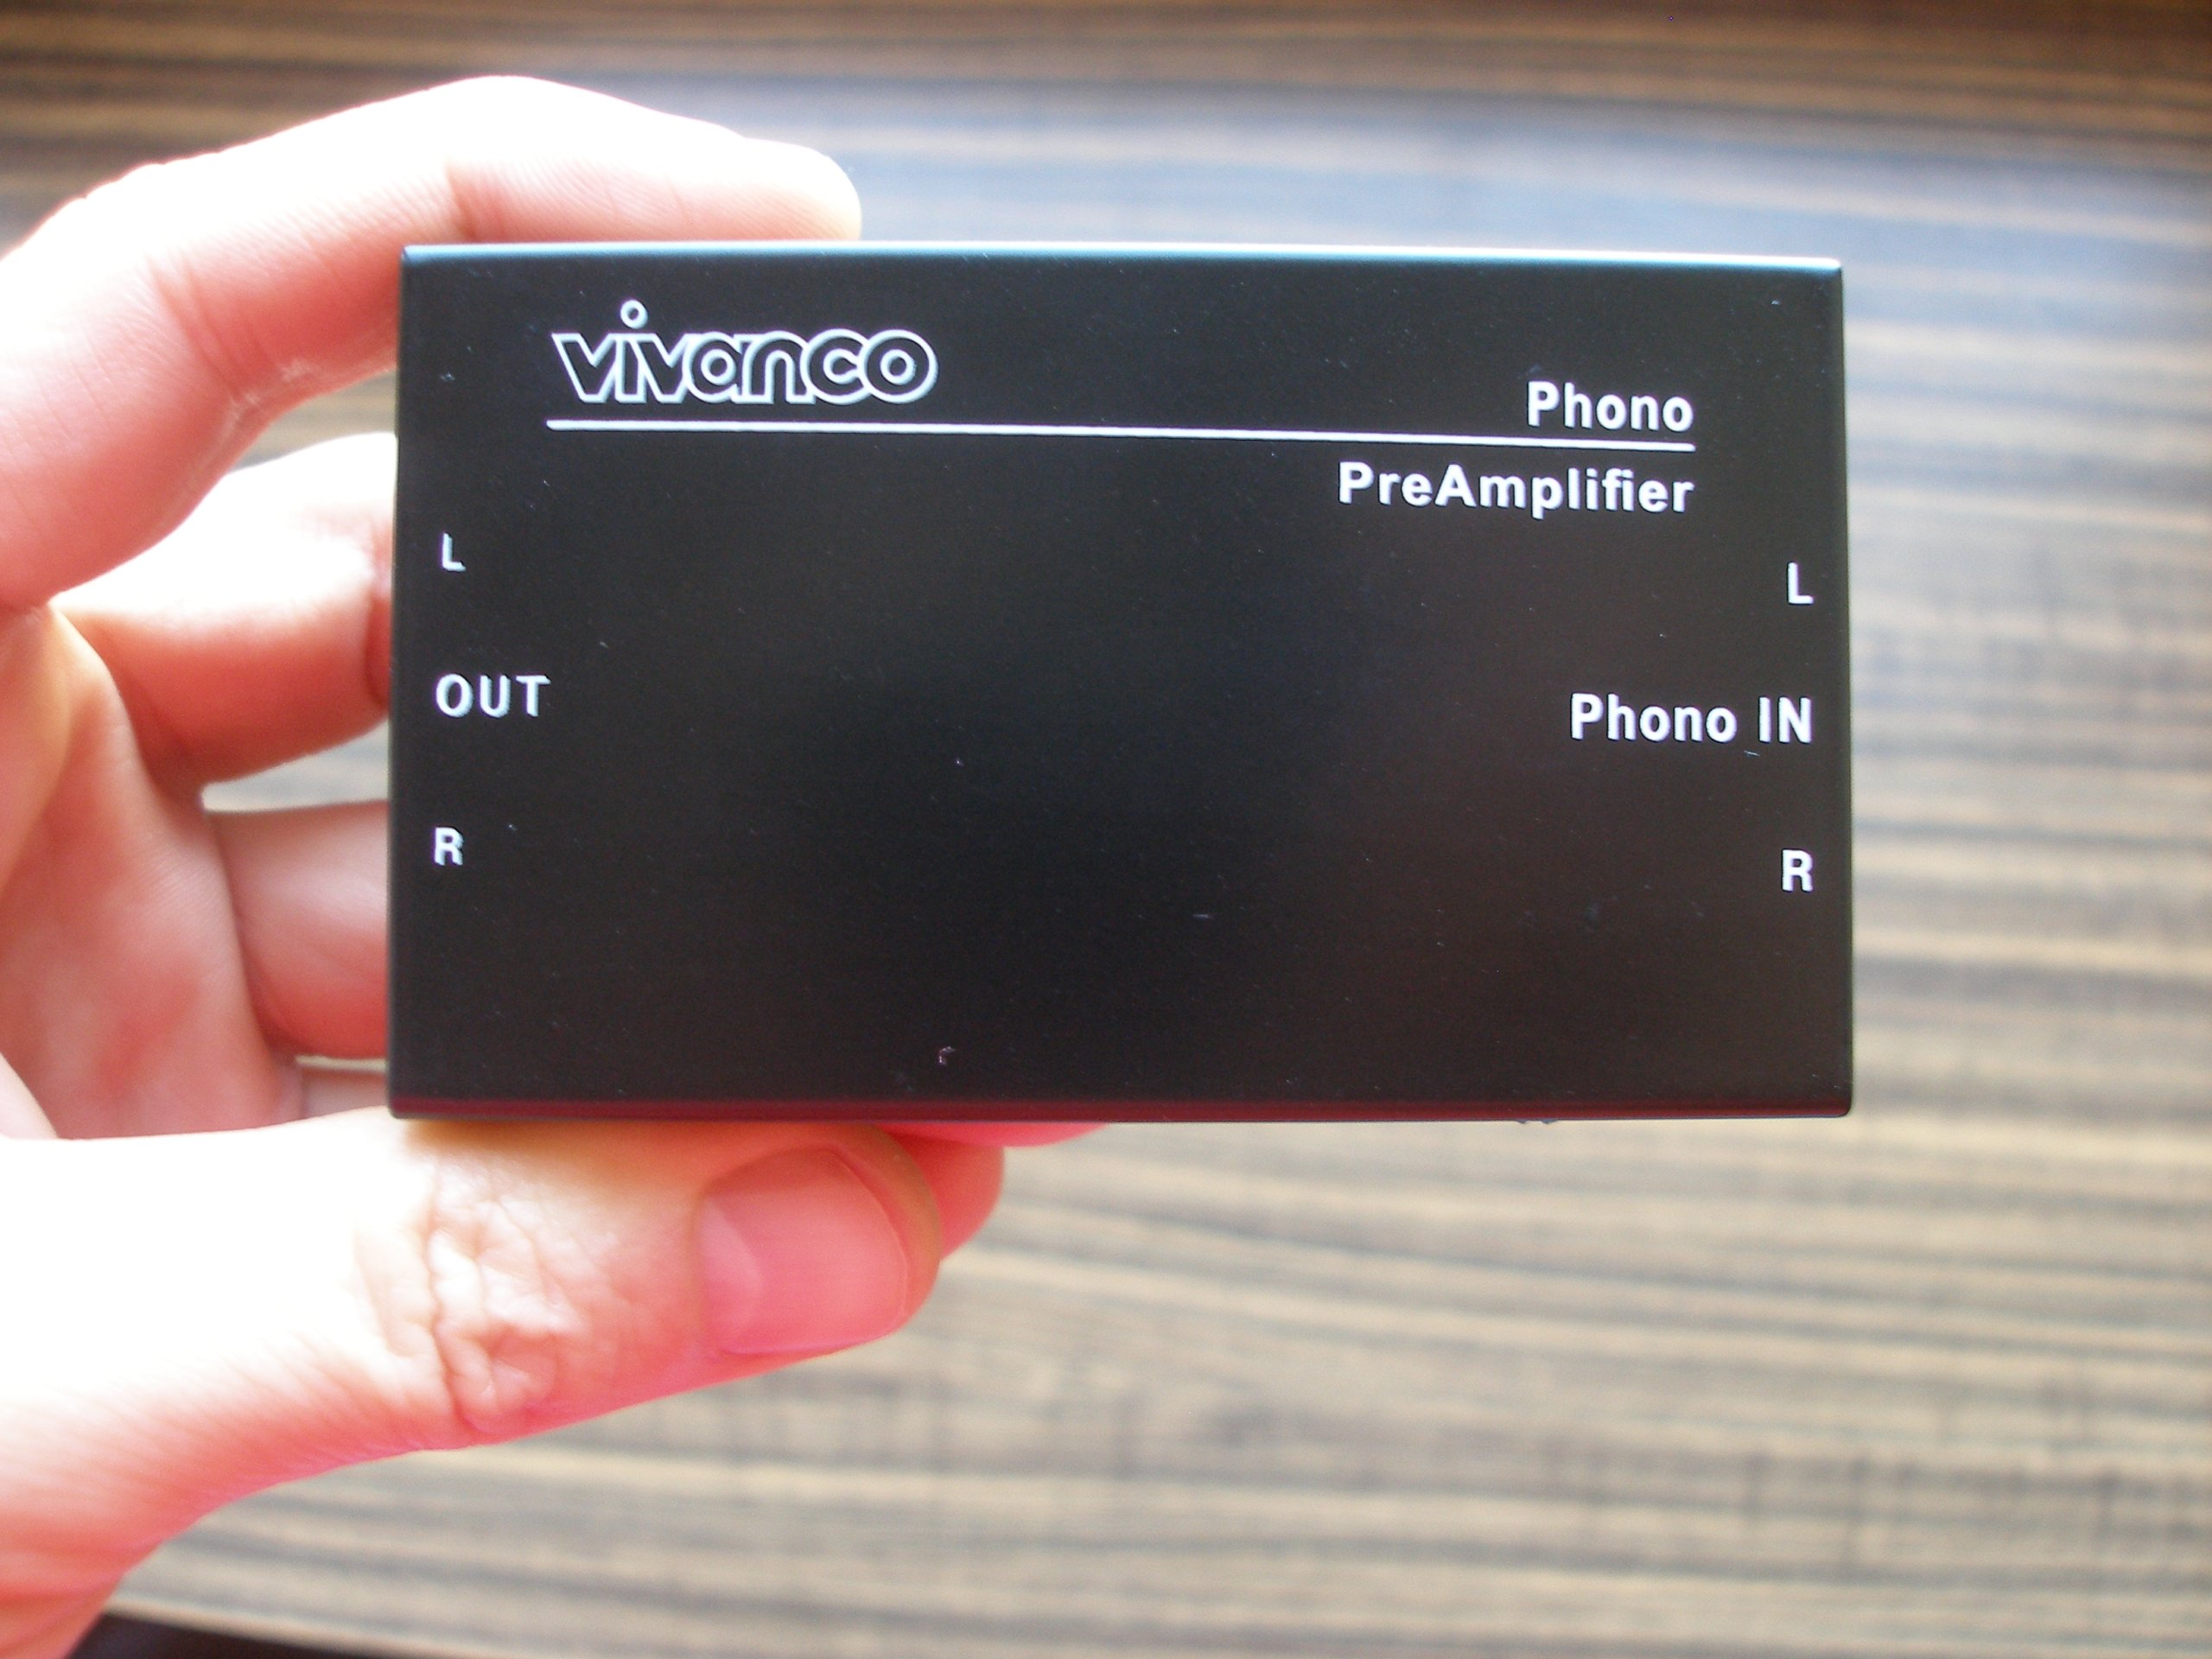 vivanco
Phono
PreAmplifier
L
L
OUT
Phono IN
R
R